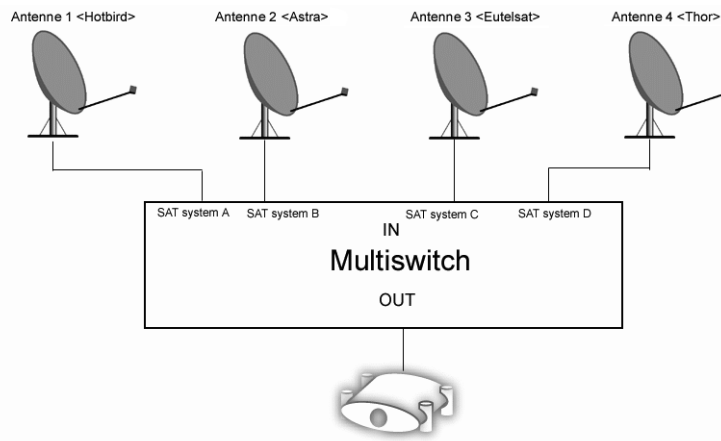 Antenne 1 <Hotbird>
Antenne 2 <Astra>
Antenne 3 <Eutelsat>
Antenne 4 <Thor>
SAT system A
SAT system B
SAT system C
SAT system D
IN
Multiswitch
OUT